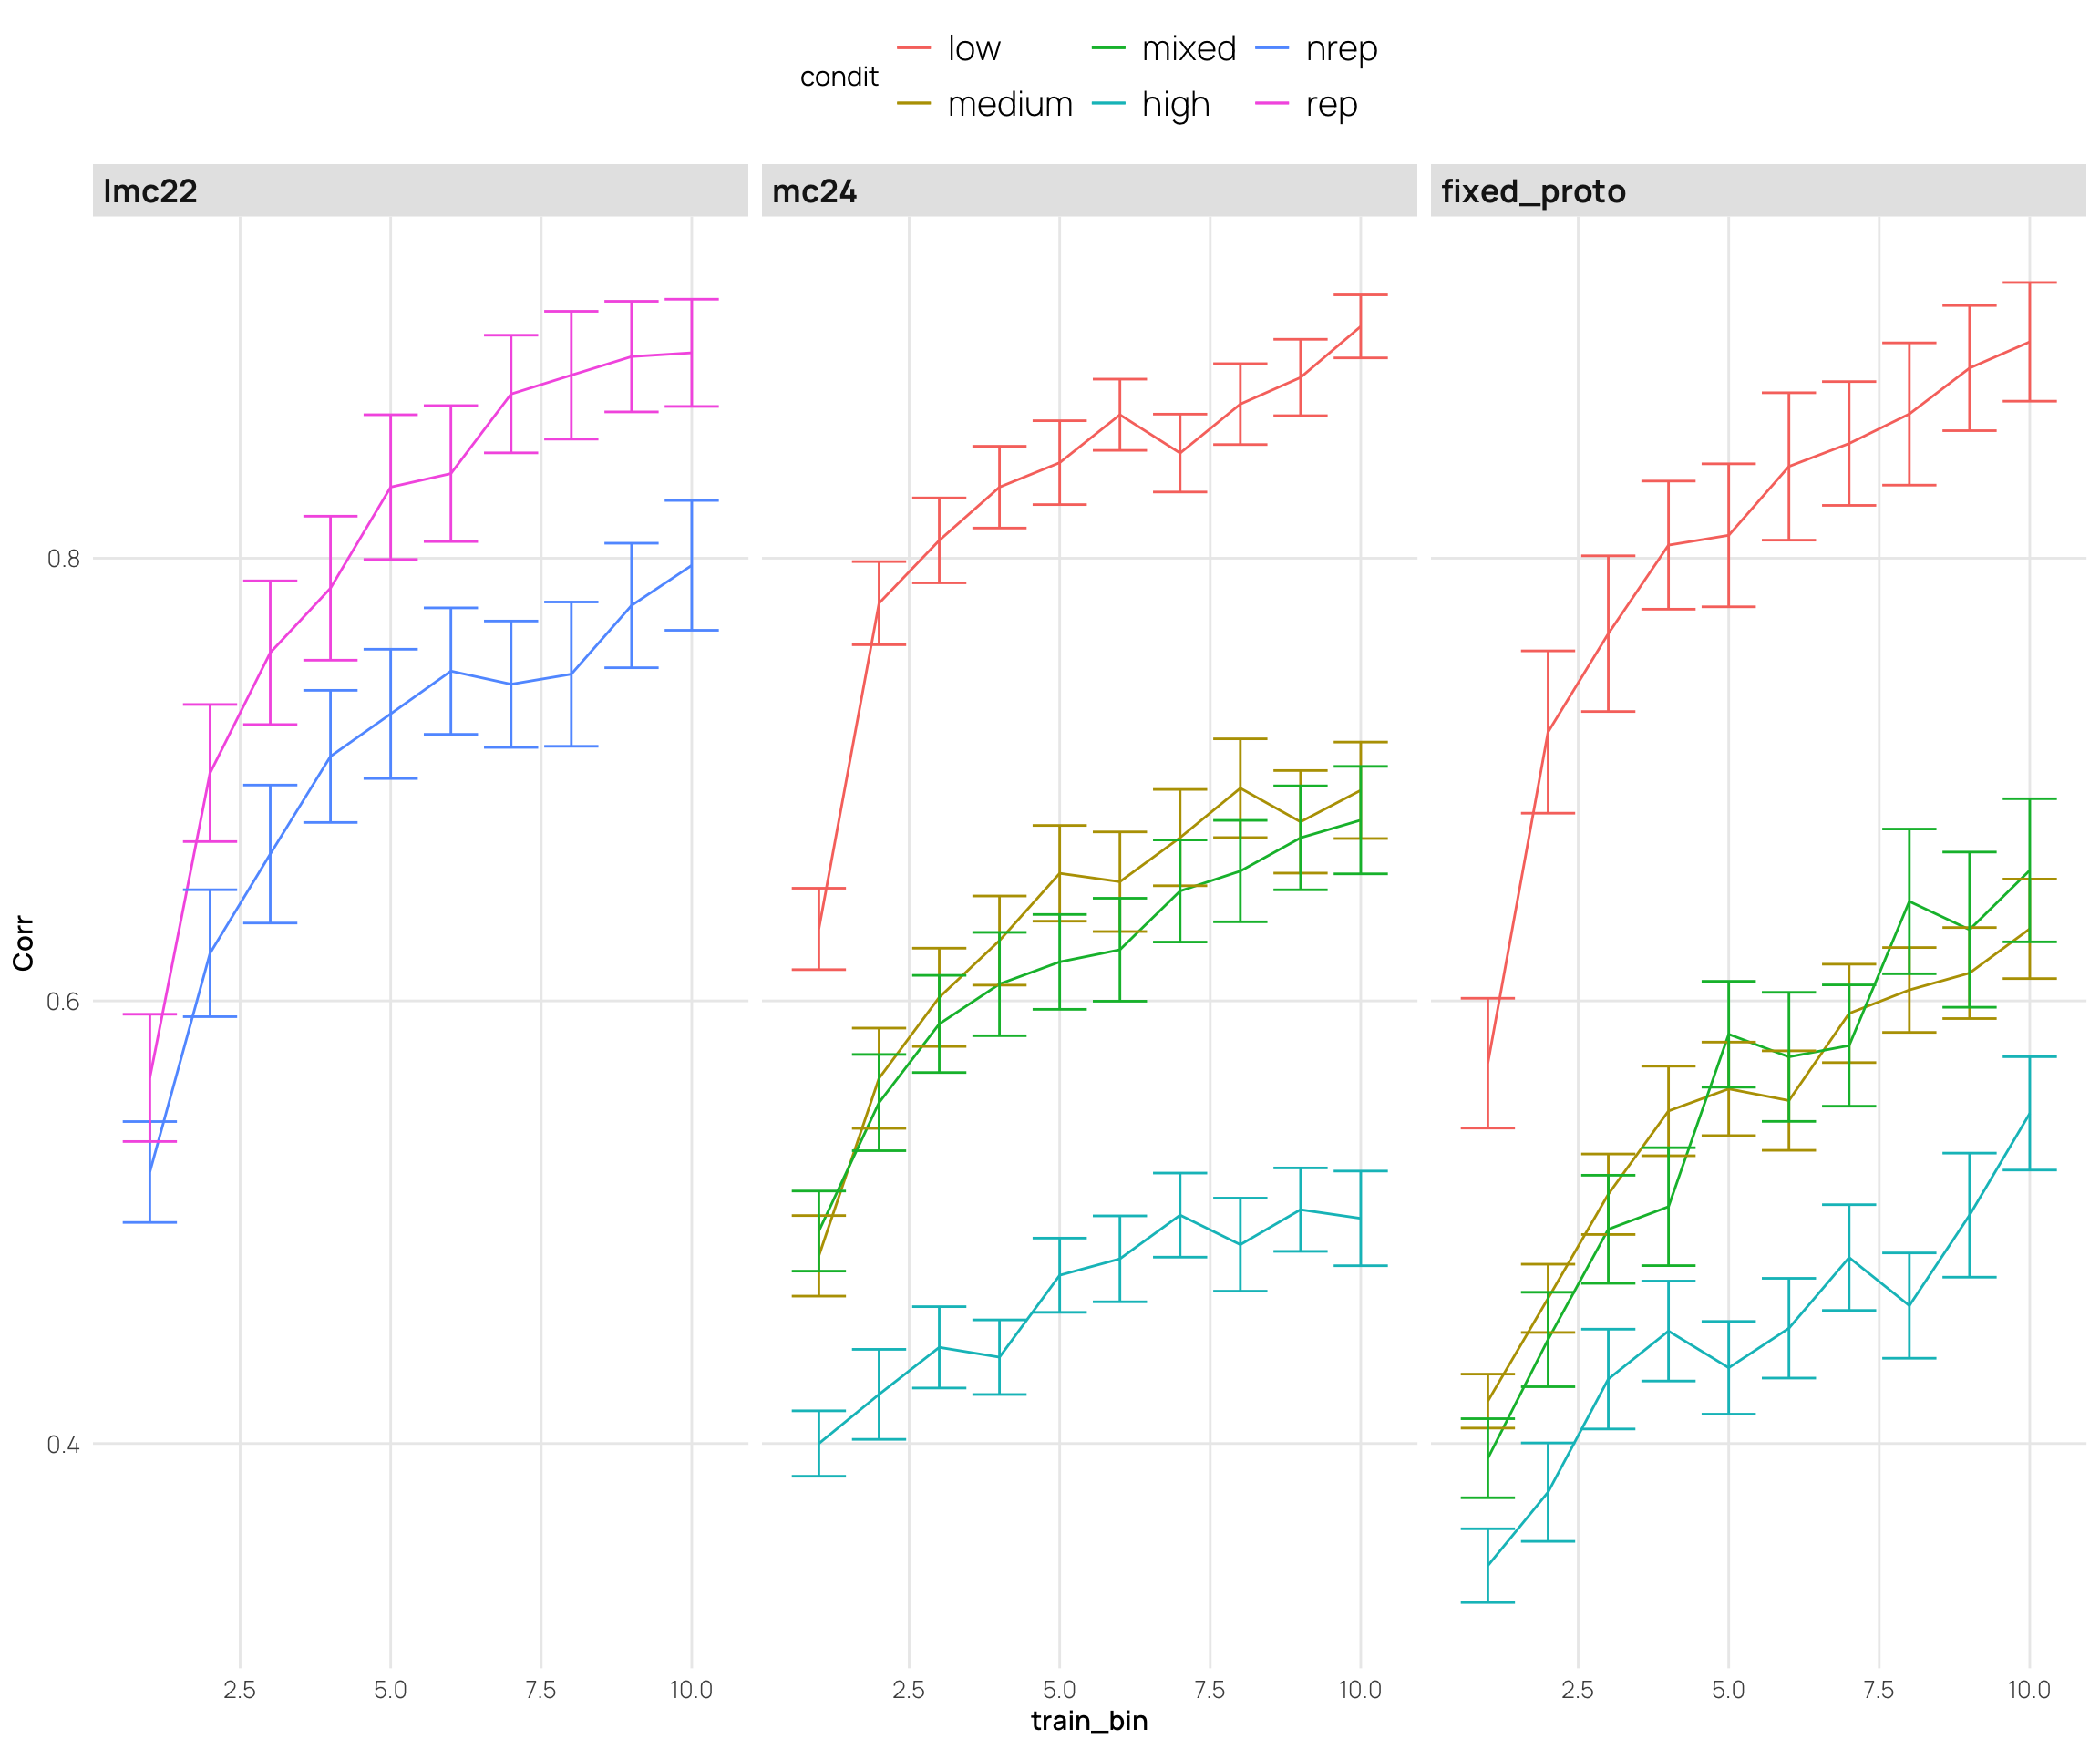 condit
low mixed nrep
medium high rep
lmc22 mc24 fixed_proto
Corr
0.8
0.6
0.4
2.5 5.0 7.5 10.0 2.5 5.0 7.5 10.0 2.5 5.0 7.5 10.0
train_bin